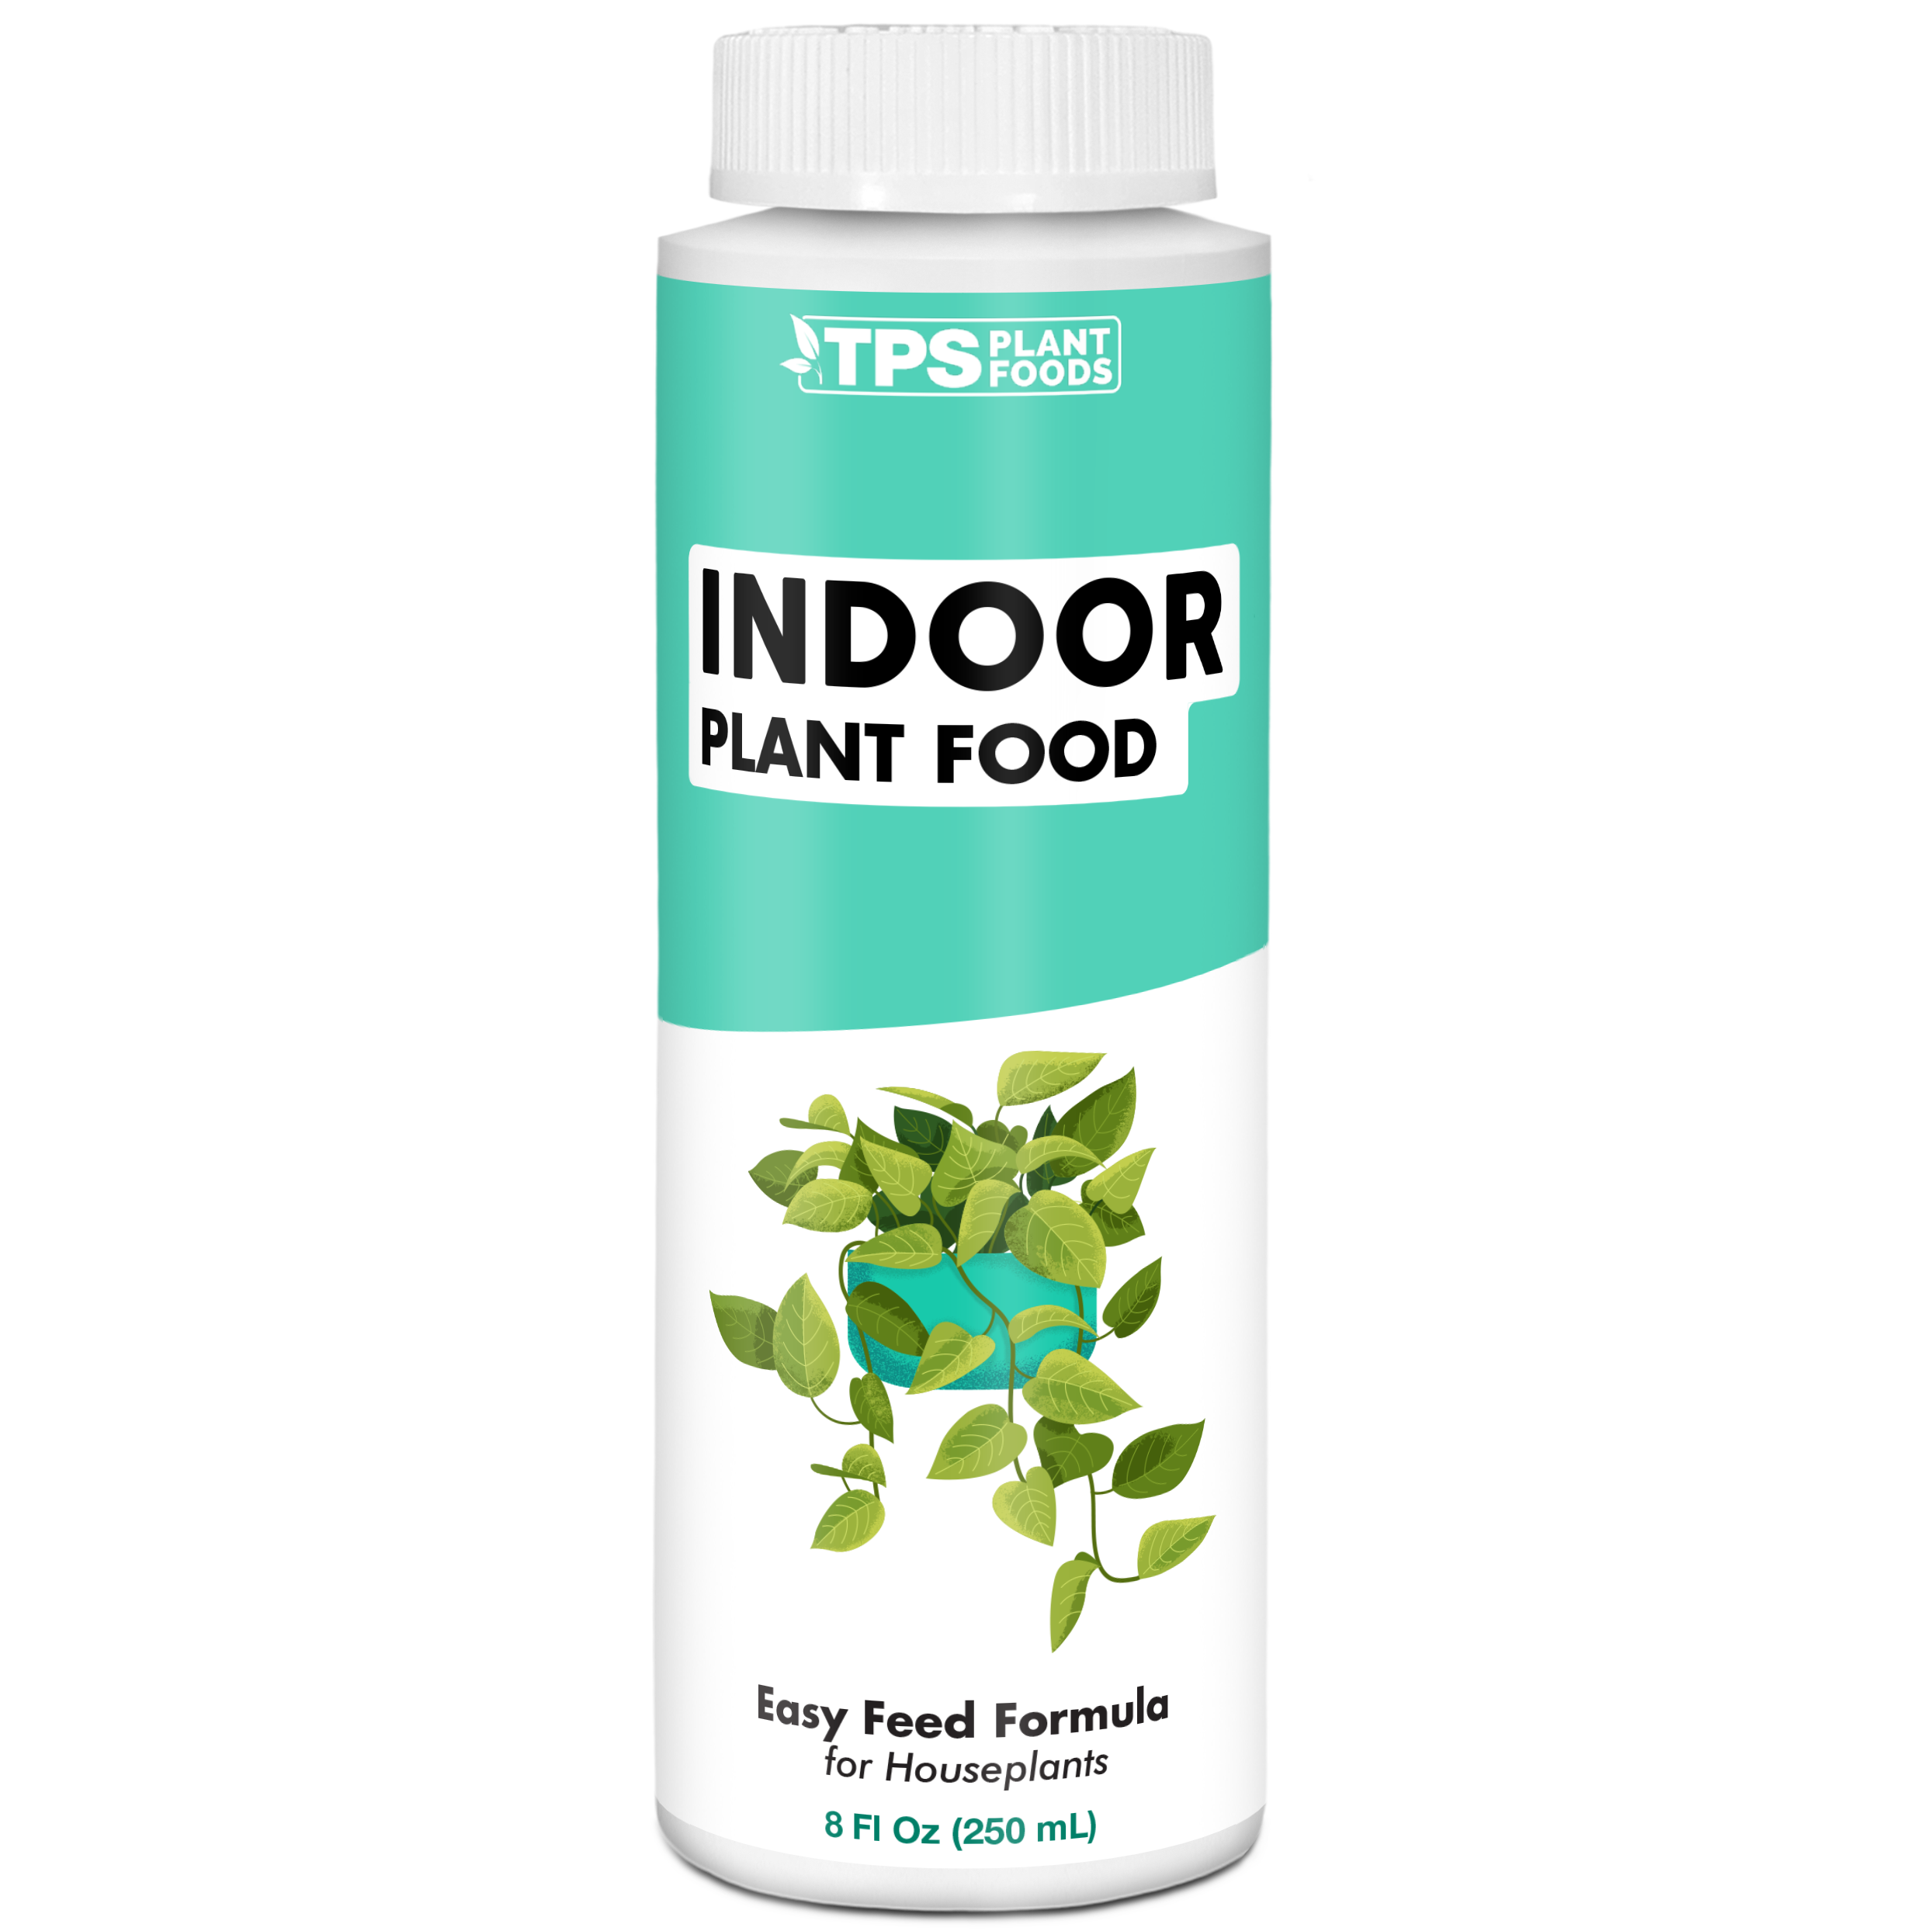 TPS PLANT FOODS
INDOOR
PLANT FOOD
Easy Feed Formula
for Houseplants
8 Fl Oz (250 mL)